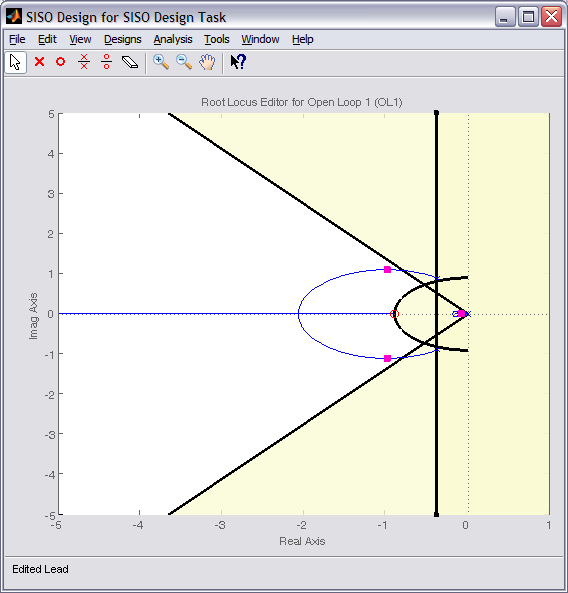 SISO Design for SISO Design Task
File Edit View Designs Analysis Tools Window Help
Root Locus Editor for Open Loop 1 (OL1)
5
4
3
2
1
0
-1
-2
-3
-4
-5
Imag Axis
-5 -4 -3 -2 -1 0 1
Real Axis
Edited Lead